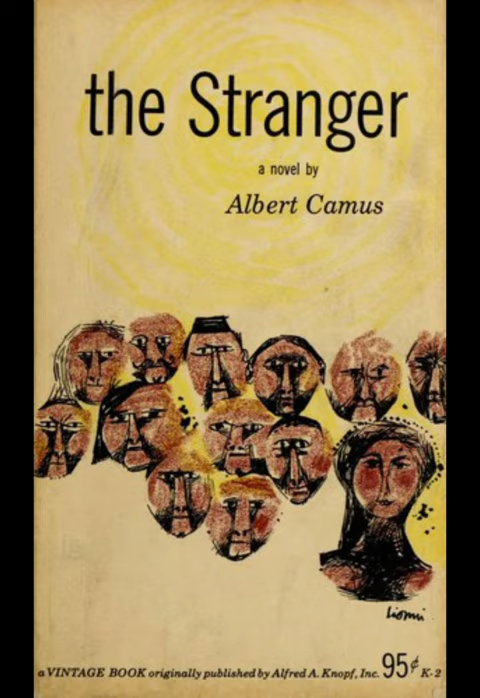 the Stranger
a novel by
Albert Camus
lionni
a VINTAGE BOOK originally published by Alfred A. Knopf, Inc. 95¢ K-2